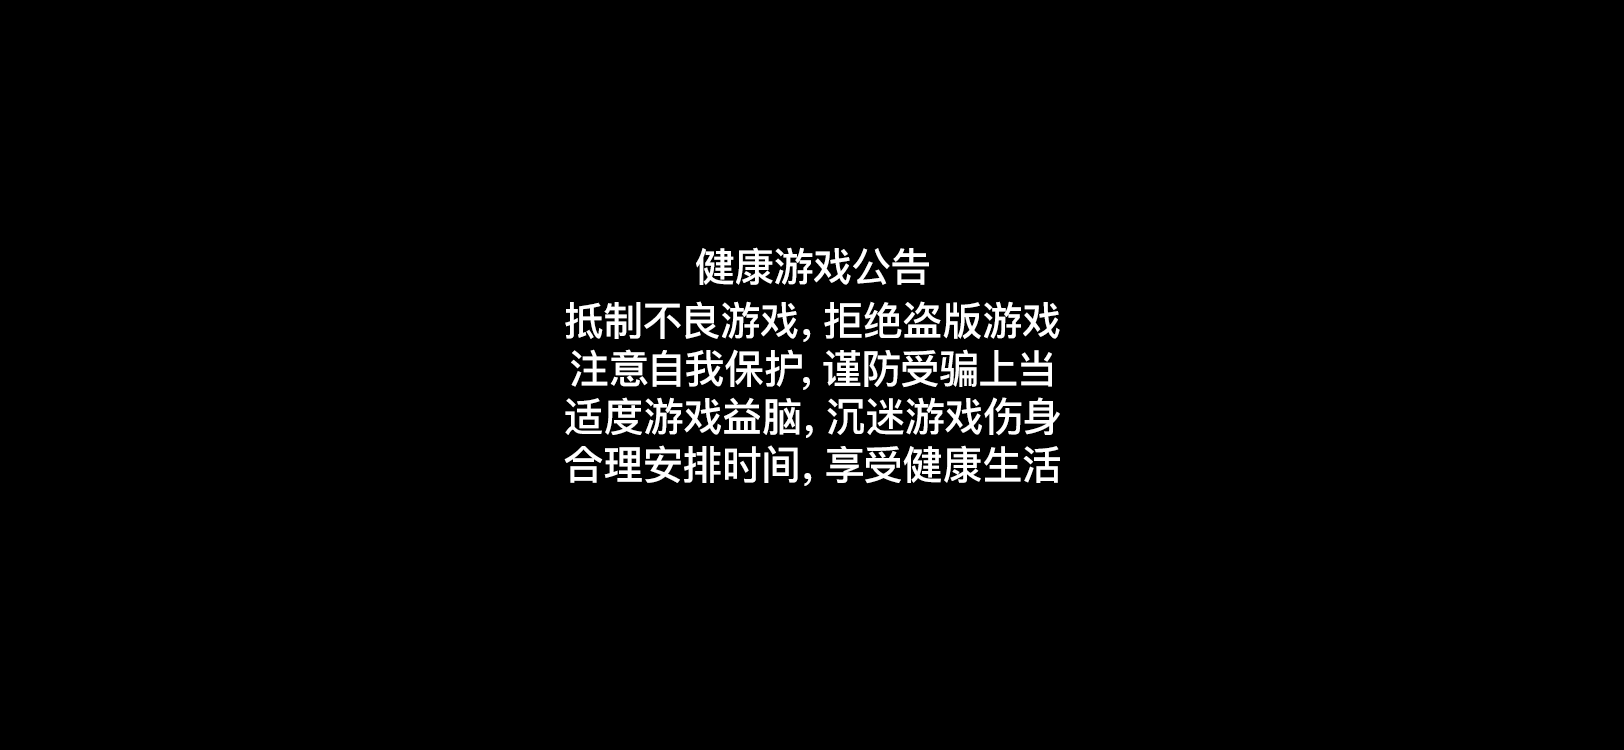 健康游戏公告
抵制不良游戏, 拒绝盗版游戏
注意自我保护, 谨防受骗上当
适度游戏益脑, 沉迷游戏伤身
合理安排时间, 享受健康生活